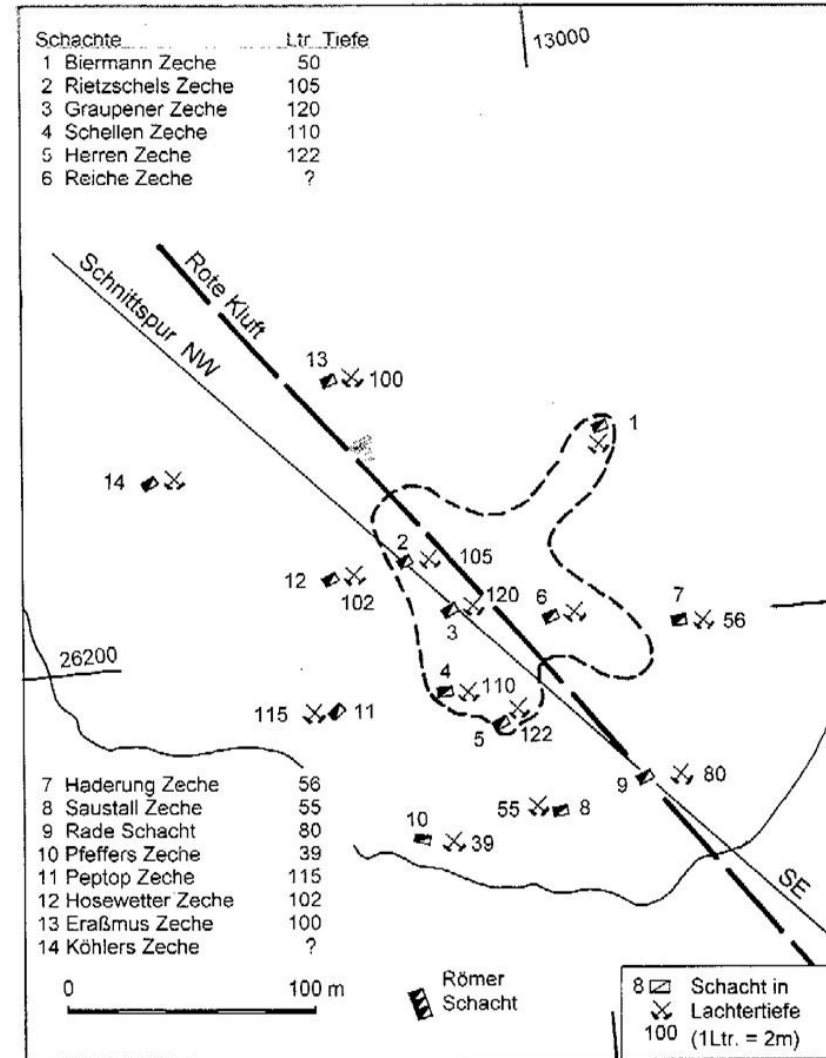 13000
Schachte Ltr. Tiefe
1 Biermann Zeche 50
2 Rietzschels Zeche 105
3 Graupener Zeche 120
4 Schellen Zeche 110
5 Herren Zeche 122
6 Reiche Zeche ?
Schnittspur NW
Rote Kluft
13 100
1
14
2 105
12 102
120
3
6
7 56
26200
4 110
115 11
5 122
9 80
55 8
10 39
SE
7 Haderung Zeche 56
8 Saustall Zeche 55
9 Rade Schacht 80
10 Pfeffers Zeche 39
11 Peptop Zeche 115
12 Hosewetter Zeche 102
13 Eraßmus Zeche 100
14 Köhlers Zeche ?
0 100 m
Römer
Schacht
8 Schacht in
Lachtertiefe
100 (1Ltr. = 2m)